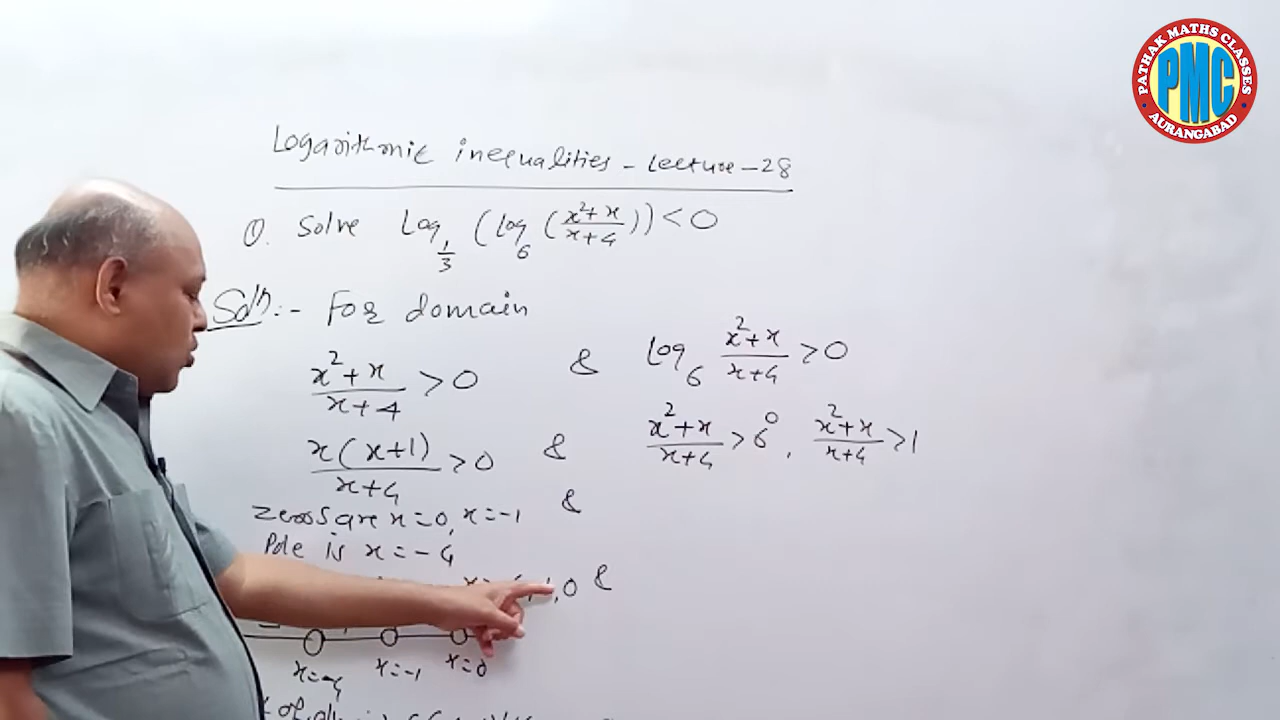 PATHAK MATHS CLASSES
PMC
AURANGABAD
Logarithmic inequalities - Lecture - 28
①. Solve Log_{1/3} (log_6 ((x²+x)/(x+4))) < 0
Solⁿ:- For domain
(x²+x)/(x+4) > 0 & log_6 (x²+x)/(x+4) > 0
x(x+1)/(x+4) > 0 & (x²+x)/(x+4) > 6⁰, (x²+x)/(x+4) > 1
zeros are x=0, x=-1 &
Pole is x=-4
,0 &
x=-4 x=-1 x=0